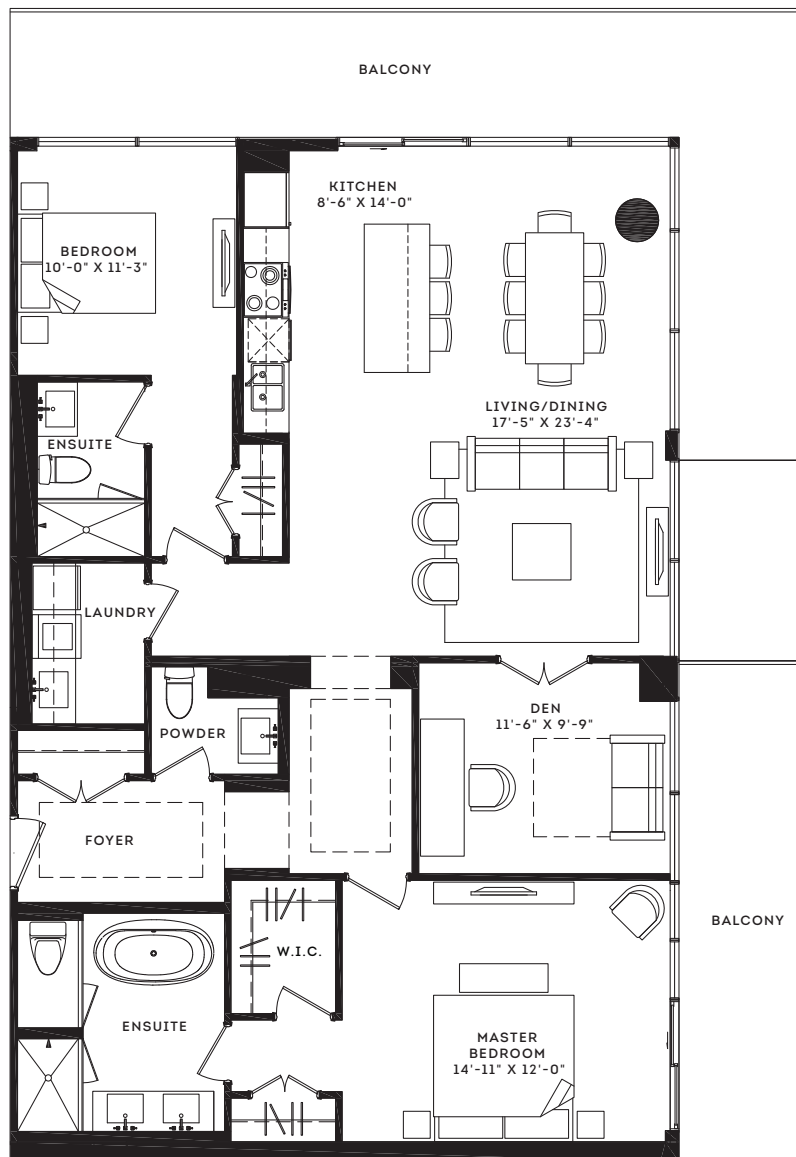 BALCONY
KITCHEN
8'-6" X 14'-0"
BEDROOM
10'-0" X 11'-3"
LIVING/DINING
17'-5" X 23'-4"
ENSUITE
LAUNDRY
DEN
11'-6" X 9'-9"
POWDER
FOYER
BALCONY
W.I.C.
ENSUITE
MASTER
BEDROOM
14'-11" X 12'-0"